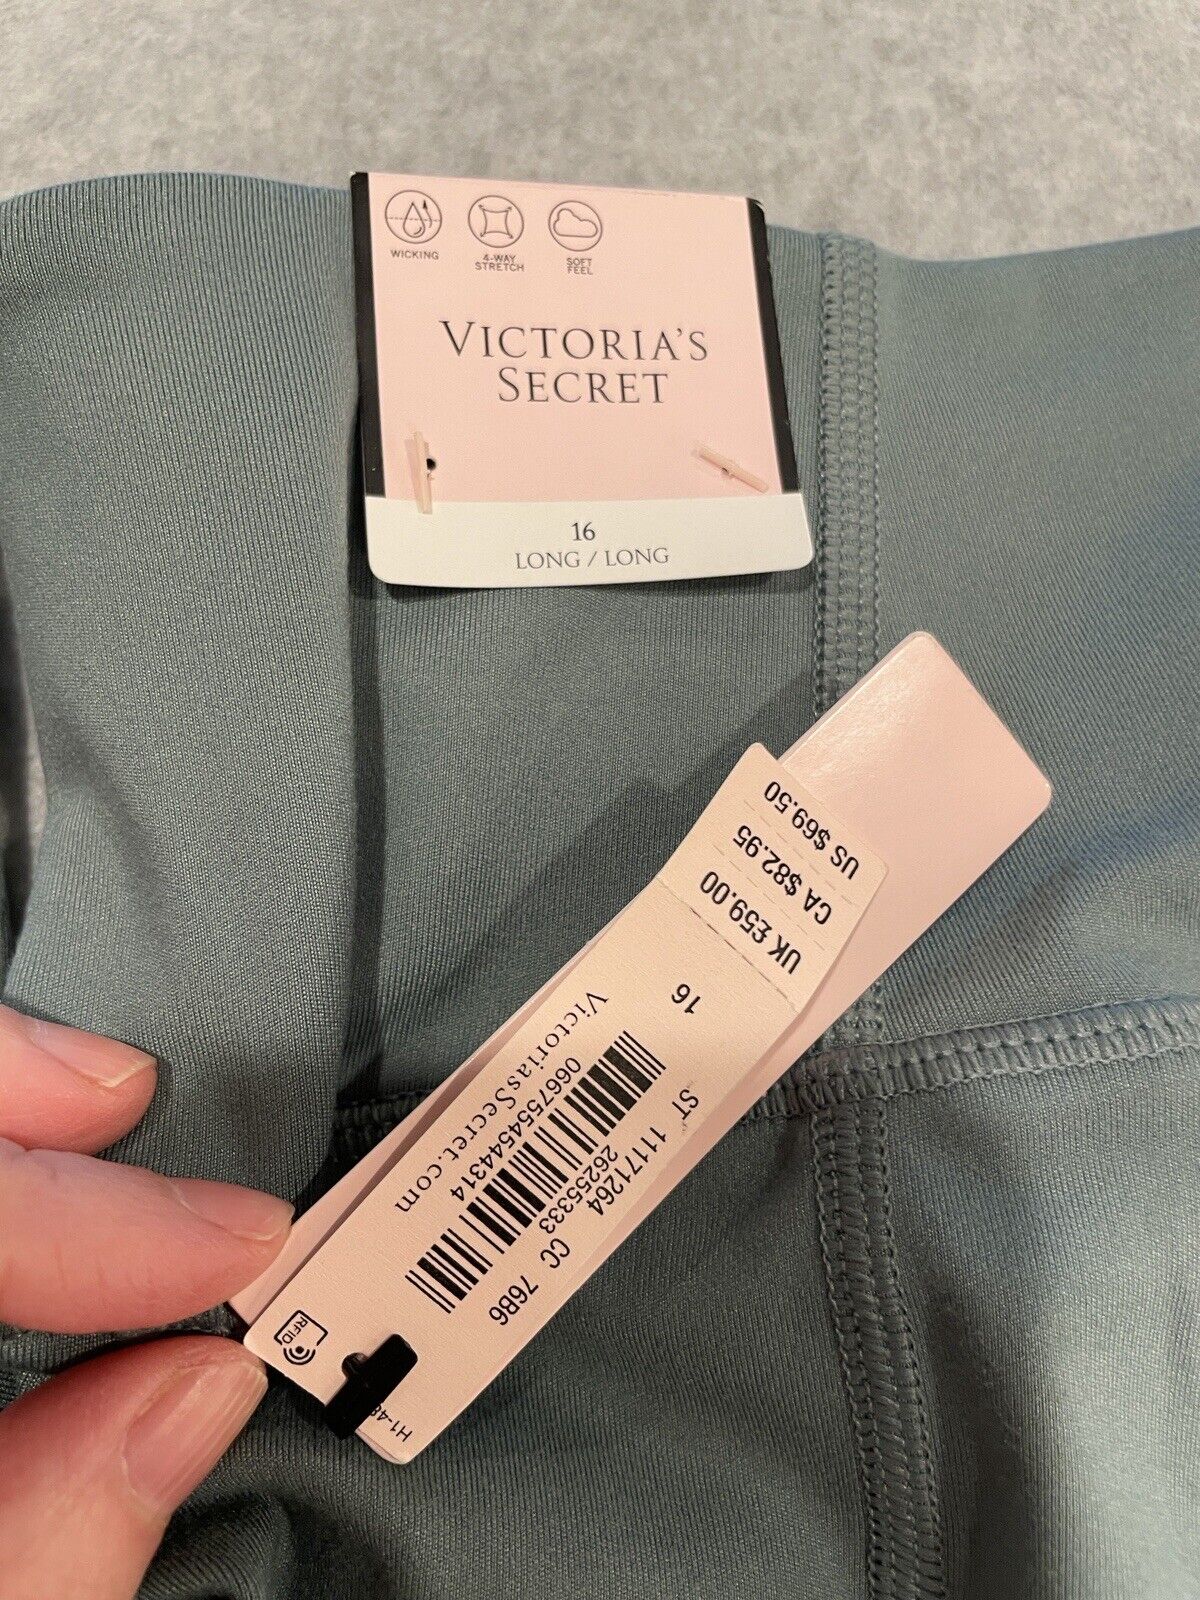 WICKING
4-WAY
STRETCH
SOFT
FEEL
VICTORIA'S
SECRET
16
LONG / LONG
US $69.50
CA $82.95
UK £59.00
16
ST 11171264
26255333 CC 76B6
0667554544314
VictoriasSecret.com
RFID